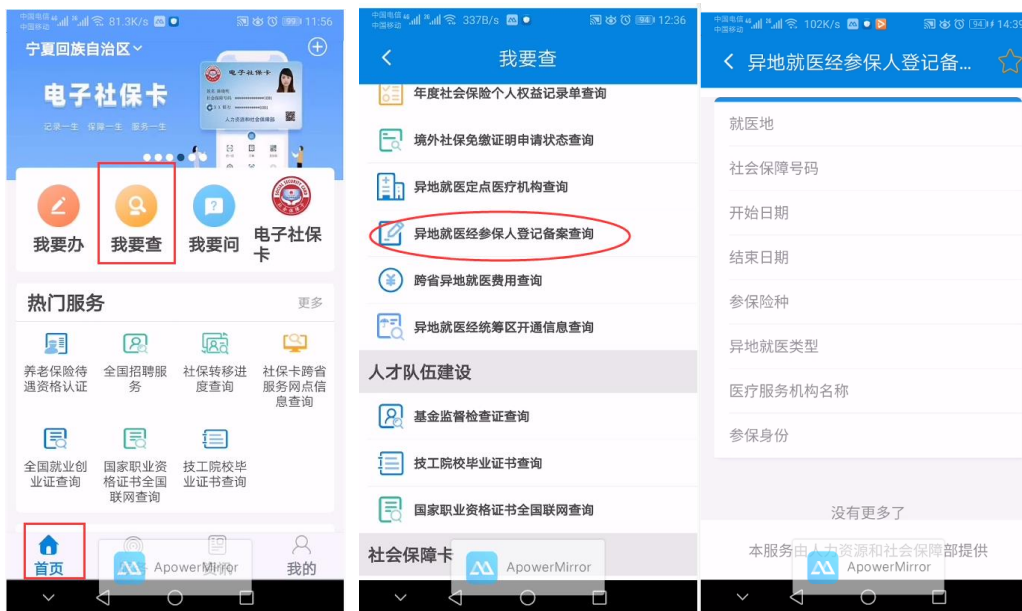 中国电信
中国移动
81.3K/s
99
11:56
宁夏回族自治区
电子社保卡
记录一生 保障一生 服务一生
电子社保卡
人力资源和社会保障部
我要办
我要查
我要问
电子社保
卡
热门服务
更多
养老保险待
遇资格认证
全国招聘服
务
社保转移进
度查询
社保卡跨省
服务网点信
息查询
全国就业创
业证查询
国家职业资
格证书全国
联网查询
技工院校毕
业证书查询
首页
ApowerMirror
我的
中国电信
中国移动
337B/s
94
12:36
我要查
年度社会保险个人权益记录单查询
境外社保免缴证明申请状态查询
异地就医定点医疗机构查询
异地就医经参保人登记备案查询
跨省异地就医费用查询
异地就医经统筹区开通信息查询
人才队伍建设
基金监督检查证查询
技工院校毕业证书查询
国家职业资格证书全国联网查询
社会保障卡
ApowerMirror
中国电信
中国移动
102K/s
94
14:39
异地就医经参保人登记备...
就医地
社会保障号码
开始日期
结束日期
参保险种
异地就医类型
医疗服务机构名称
参保身份
没有更多了
本服务由人力资源和社会保障部提供
ApowerMirror